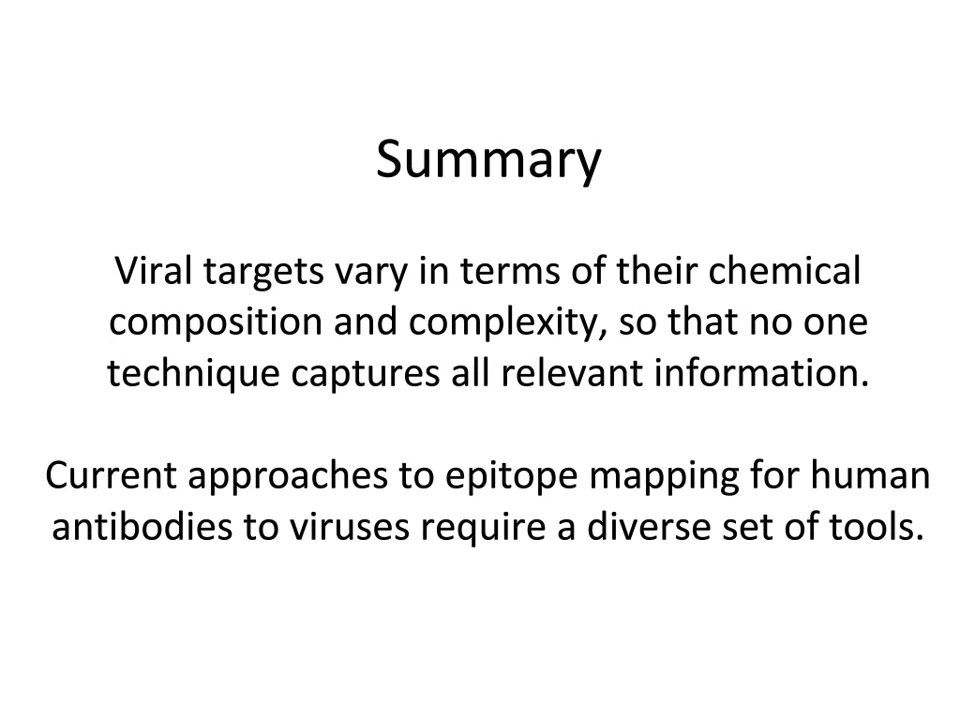 Summary
Viral targets vary in terms of their chemical
composition and complexity, so that no one
technique captures all relevant information.
Current approaches to epitope mapping for human
antibodies to viruses require a diverse set of tools.